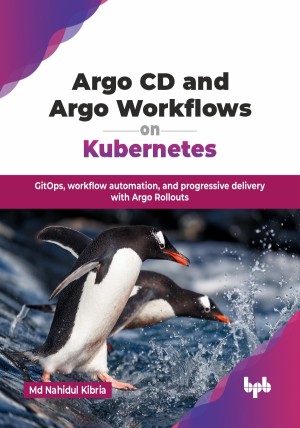 Argo CD and
Argo Workflows
on
Kubernetes
GitOps, workflow automation, and progressive delivery
with Argo Rollouts
Md Nahidul Kibria
bpb